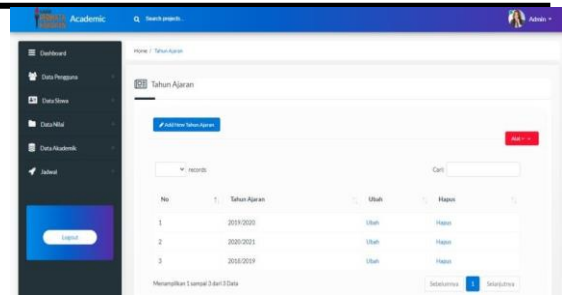 Academic
Search projects..
Admin
Dashboard
Data Pengguna
Data Siswa
Data Nilai
Data Akademik
Jadwal
Logout
Home / Tahun Ajaran
Tahun Ajaran
Add New Tahun Ajaran
records
Cari:
No Tahun Ajaran Ubah Hapus
1 2019/2020 Ubah Hapus
2 2020/2021 Ubah Hapus
3 2018/2019 Ubah Hapus
Menampilkan 1 sampai 3 dari 3 Data
Sebelumnya 1 Selanjutnya